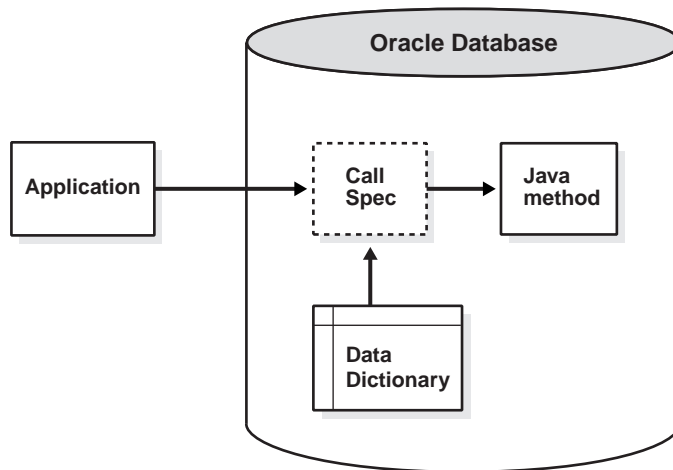 Oracle Database
Application
Call
Spec
Java
method
Data
Dictionary